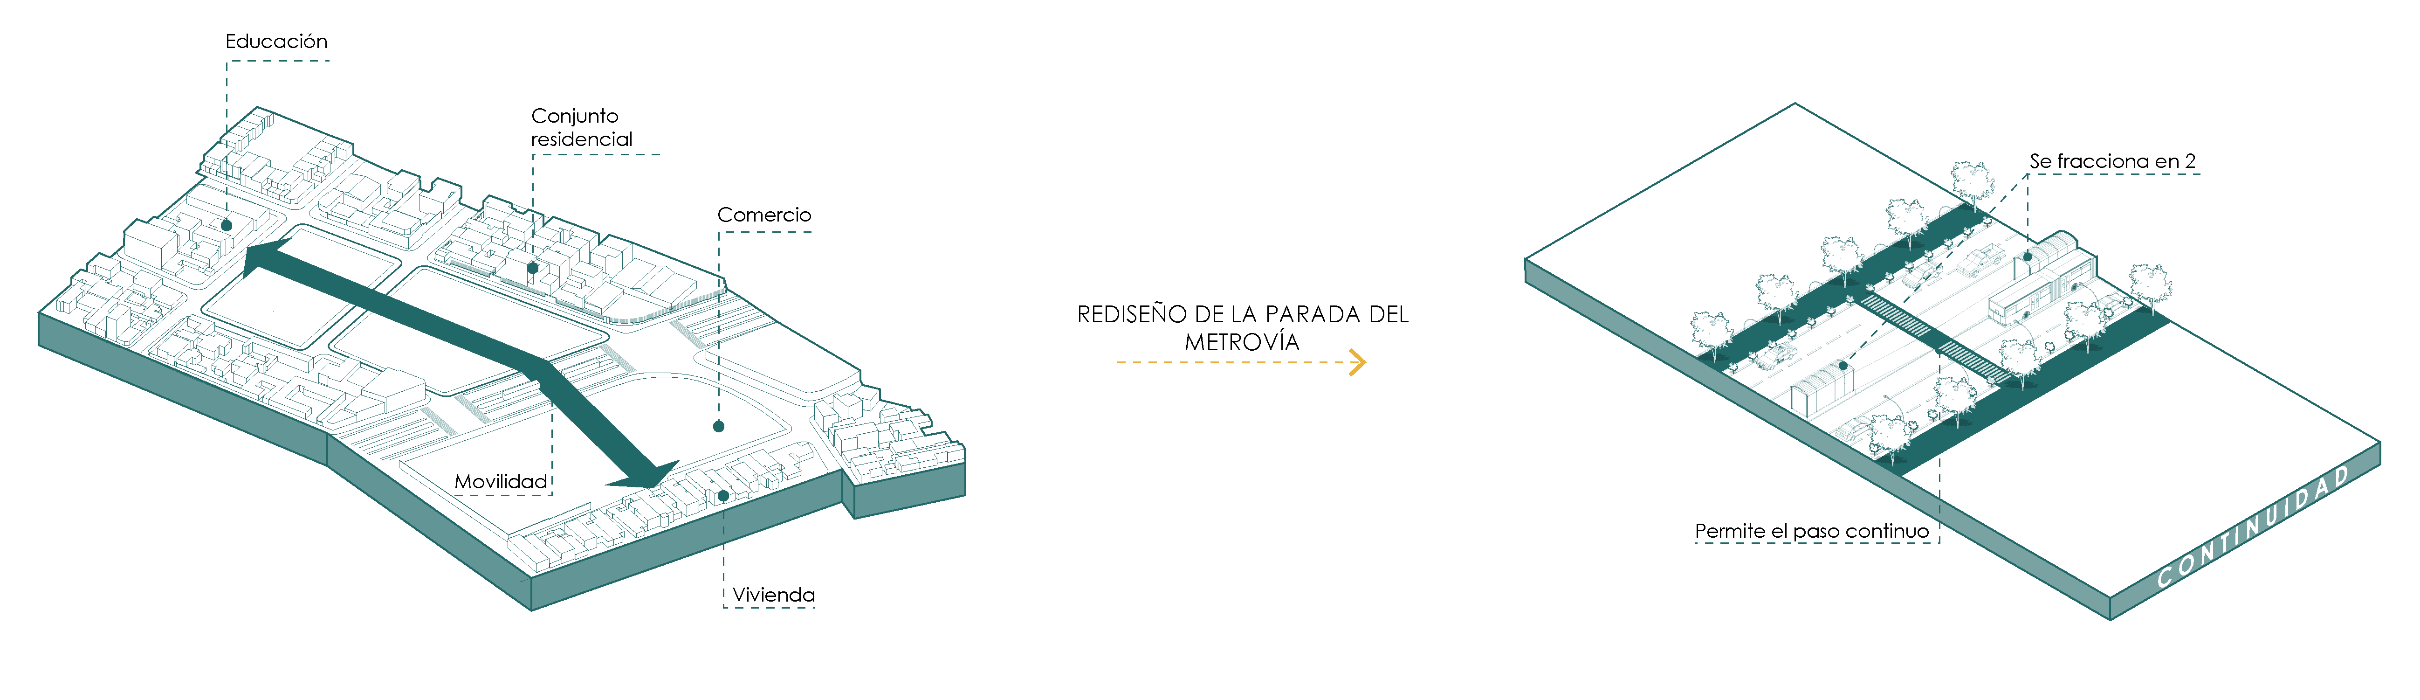 Educación
Conjunto
residencial
Comercio
Movilidad
Vivienda
REDISEÑO DE LA PARADA DEL
METROVÍA
Se fracciona en 2
Permite el paso continuo
CONTINUIDAD